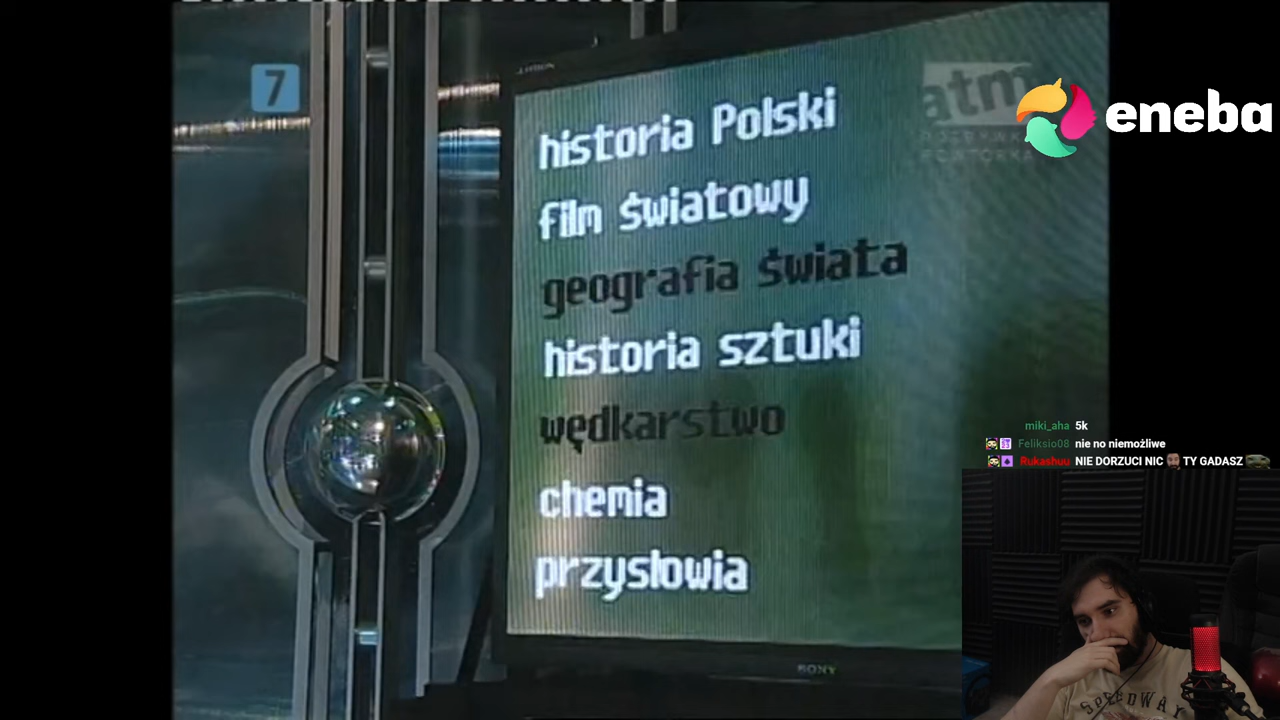 7
atm
eneba
historia Polski
film światowy
geografia świata
historia sztuki
wędkarstwo
chemia
przysłowia
SONY
miki_aha 5k
Feliksio08 nie no niemożliwe
Rukashuu NIE DORZUCI NIC TY GADASZ
SPEEDWAY